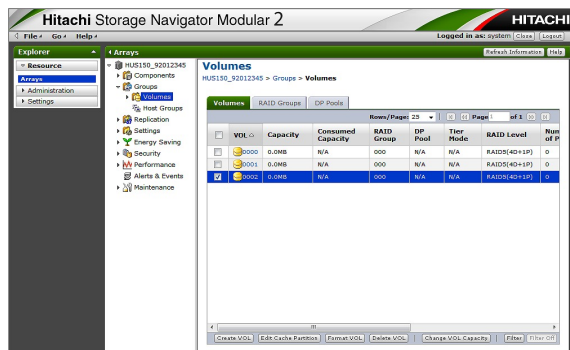 Hitachi Storage Navigator Modular 2
HITACHI
File Go Help
Logged in as: system Close Logout
Explorer
Arrays
Refresh Information Help
Resource
Arrays
Administration
Settings
HUS150_92012345
Components
Groups
Volumes
Host Groups
Replication
Settings
Energy Saving
Security
Performance
Alerts & Events
Maintenance
Volumes
HUS150_92012345 > Groups > Volumes
Volumes RAID Groups DP Pools
Rows/Page: 25 Page 1 of 1
VOL Capacity Consumed Capacity RAID Group DP Pool Tier Mode RAID Level Num of P
0000 0.0MB N/A 000 N/A N/A RAID5(4D+1P) 0
0001 0.0MB N/A 000 N/A N/A RAID5(4D+1P) 0
0002 0.0MB N/A 000 N/A N/A RAID5(4D+1P) 0
Create VOL Edit Cache Partition Format VOL Delete VOL Change VOL Capacity Filter Filter Off